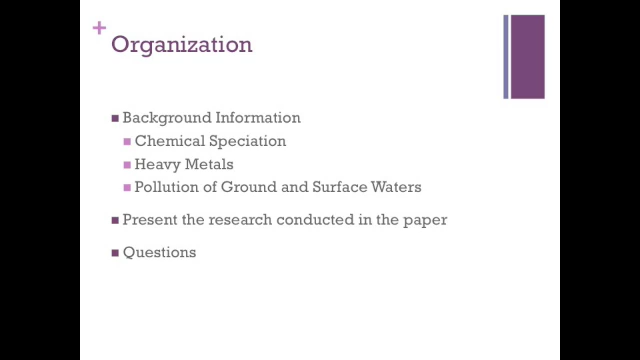 +
Organization
Background Information
Chemical Speciation
Heavy Metals
Pollution of Ground and Surface Waters
Present the research conducted in the paper
Questions